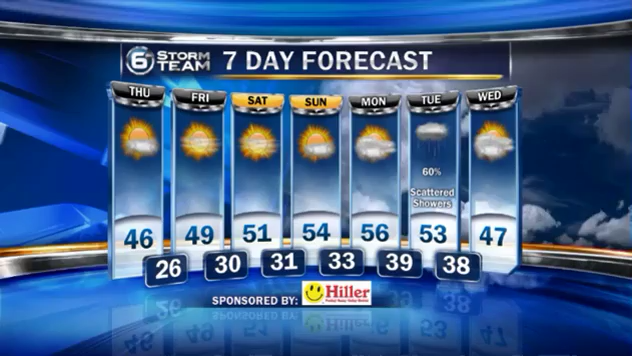 6 STORM TEAM 7 DAY FORECAST
THU FRI SAT SUN MON TUE WED
60%
Scattered
Showers
46 49 51 54 56 53 47
26 30 31 33 39 38
SPONSORED BY: Hiller